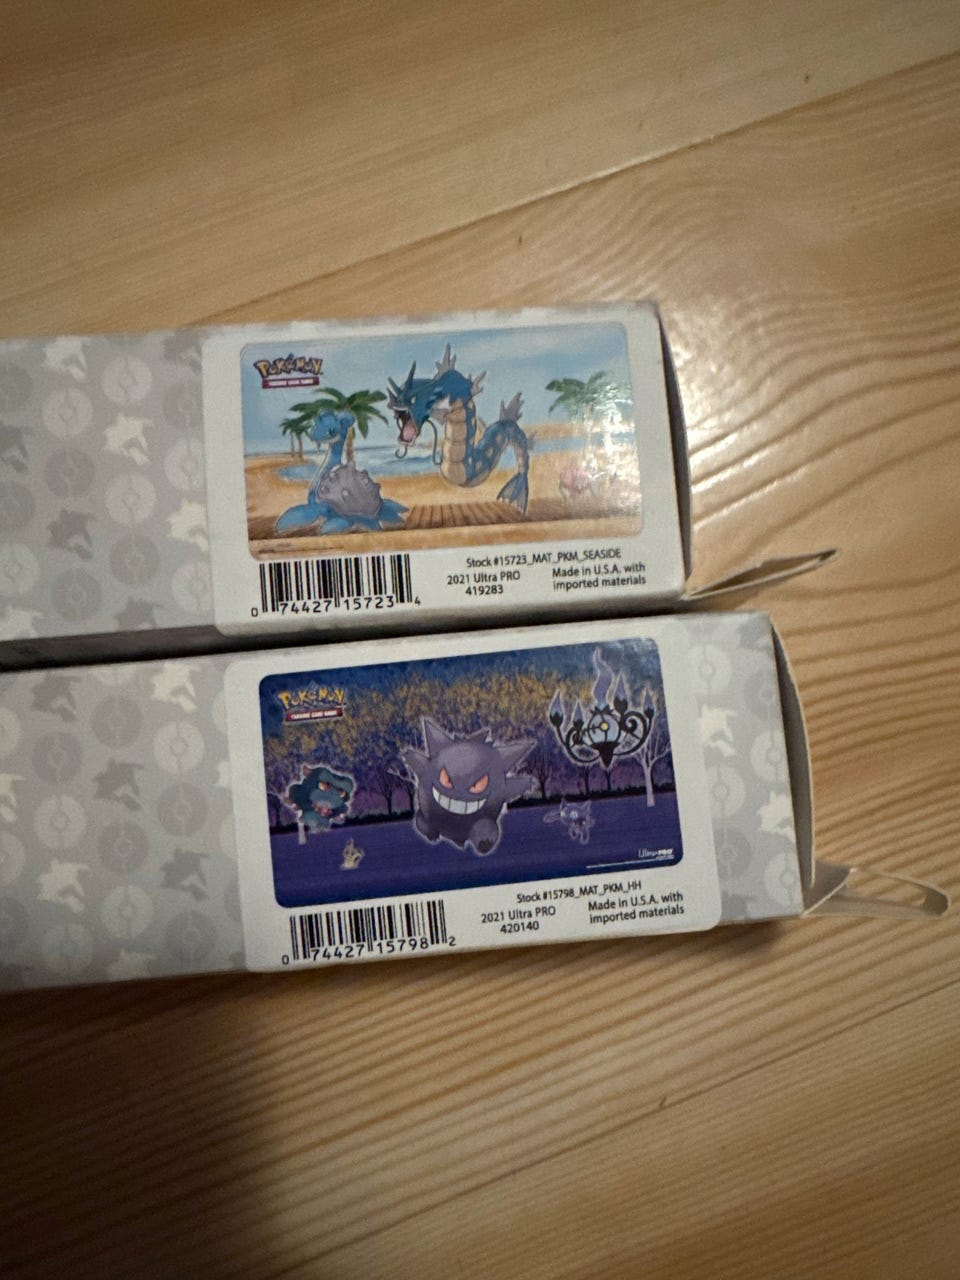 POKéMON
TRADING CARD GAME
Stock #15723_MAT_PKM_SEASIDE
2021 Ultra PRO
419283
Made in U.S.A. with
imported materials
0 74427 15723 4
POKéMON
TRADING CARD GAME
Ultra PRO
Stock #15798_MAT_PKM_HH
2021 Ultra PRO
420140
Made in U.S.A. with
imported materials
0 74427 15798 2